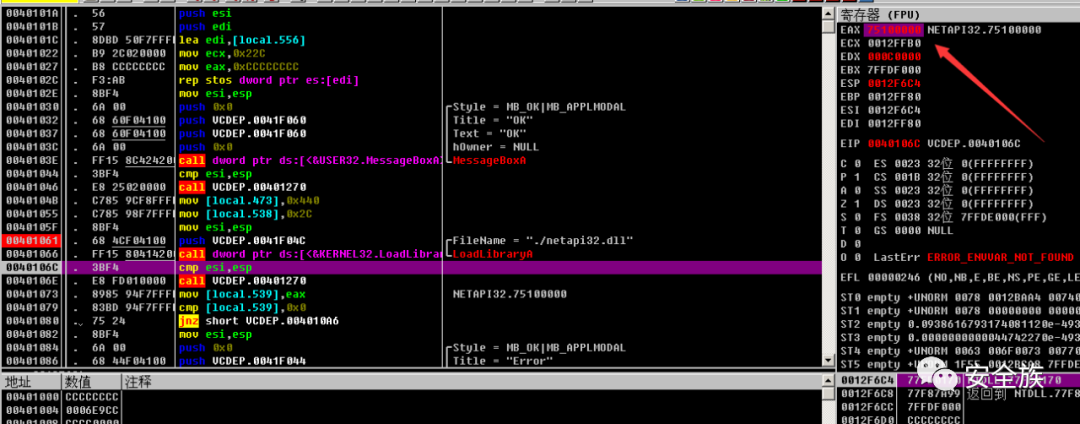 0040101A . 56 push esi
0040101B . 57 push edi
0040101C . 8DBD 50F7FFFF lea edi,[local.556]
00401022 . B9 2C020000 mov ecx,0x22C
00401027 . B8 CCCCCCCC mov eax,0xCCCCCCCC
0040102C . F3:AB rep stos dword ptr es:[edi]
0040102E . 8BF4 mov esi,esp
00401030 . 6A 00 push 0x0 Style = MB_OK|MB_APPLMODAL
00401032 . 68 60F04100 push VCDEP.0041F060 Title = "OK"
00401037 . 68 60F04100 push VCDEP.0041F060 Text = "OK"
0040103C . 6A 00 push 0x0 hOwner = NULL
0040103E . FF15 8C424200 call dword ptr ds:[<&USER32.MessageBoxA> MessageBoxA
00401044 . 3BF4 cmp esi,esp
00401046 . E8 25020000 call VCDEP.00401270
0040104B . C785 9CF8FFFF mov [local.473],0x440
00401055 . C785 98F7FFFF mov [local.538],0x2C
0040105F . 8BF4 mov esi,esp
00401061 . 68 4CF04100 push VCDEP.0041F04C FileName = "./netapi32.dll"
00401066 . FF15 80414200 call dword ptr ds:[<&KERNEL32.LoadLibrar LoadLibraryA
0040106C . 3BF4 cmp esi,esp
0040106E . E8 FD010000 call VCDEP.00401270
00401073 . 8985 94F7FFFF mov [local.539],eax NETAPI32.75100000
00401079 . 83BD 94F7FFFF cmp [local.539],0x0
00401080 . 75 24 jnz short VCDEP.004010A6
00401082 . 8BF4 mov esi,esp
00401084 . 6A 00 push 0x0 Style = MB_OK|MB_APPLMODAL
00401086 . 68 44F04100 push VCDEP.0041F044 Title = "Error"
地址 数值 注释
00401000 CCCCCCCC
00401004 0006E9CC
寄存器 (FPU)
EAX 75100000 NETAPI32.75100000
ECX 0012FFB0
EDX 000C0000
EBX 7FFDF000
ESP 0012F6C4
EBP 0012FF80
ESI 0012F6C4
EDI 0012FF80
EIP 0040106C VCDEP.0040106C
C 0 ES 0023 32位 0(FFFFFFFF)
P 1 CS 001B 32位 0(FFFFFFFF)
A 0 SS 0023 32位 0(FFFFFFFF)
Z 1 DS 0023 32位 0(FFFFFFFF)
S 0 FS 0038 32位 7FFDE000(FFF)
T 0 GS 0000 NULL
D 0
O 0 LastErr ERROR_ENVVAR_NOT_FOUND
EFL 00000246 (NO,NB,E,BE,NS,PE,GE,LE
ST0 empty +UNORM 0078 0012BAA4 00740
ST1 empty +UNORM 0078 00000000 00000
ST2 empty 0.0938616793174081120e-493
ST3 empty 0.0000000000044742270e-493
ST4 empty +UNORM 0063 006F0073 00770
ST5 empty
0012F6C4
0012F6C8 77F87A99 返回到 NTDLL.77F8
0012F6CC 7FFDF000
0012F6D0 CCCCCCCC
安全族